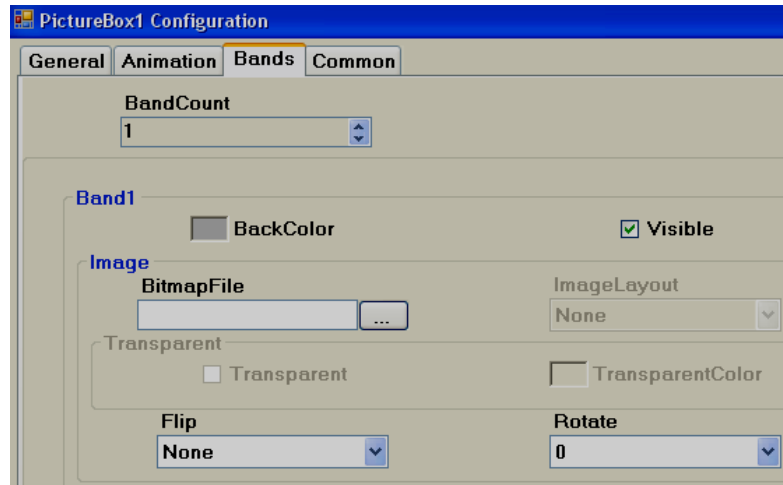 PictureBox1 Configuration
General Animation Bands Common
BandCount
1
Band1
BackColor Visible
Image
BitmapFile ImageLayout
... None
Transparent
Transparent TransparentColor
Flip Rotate
None 0